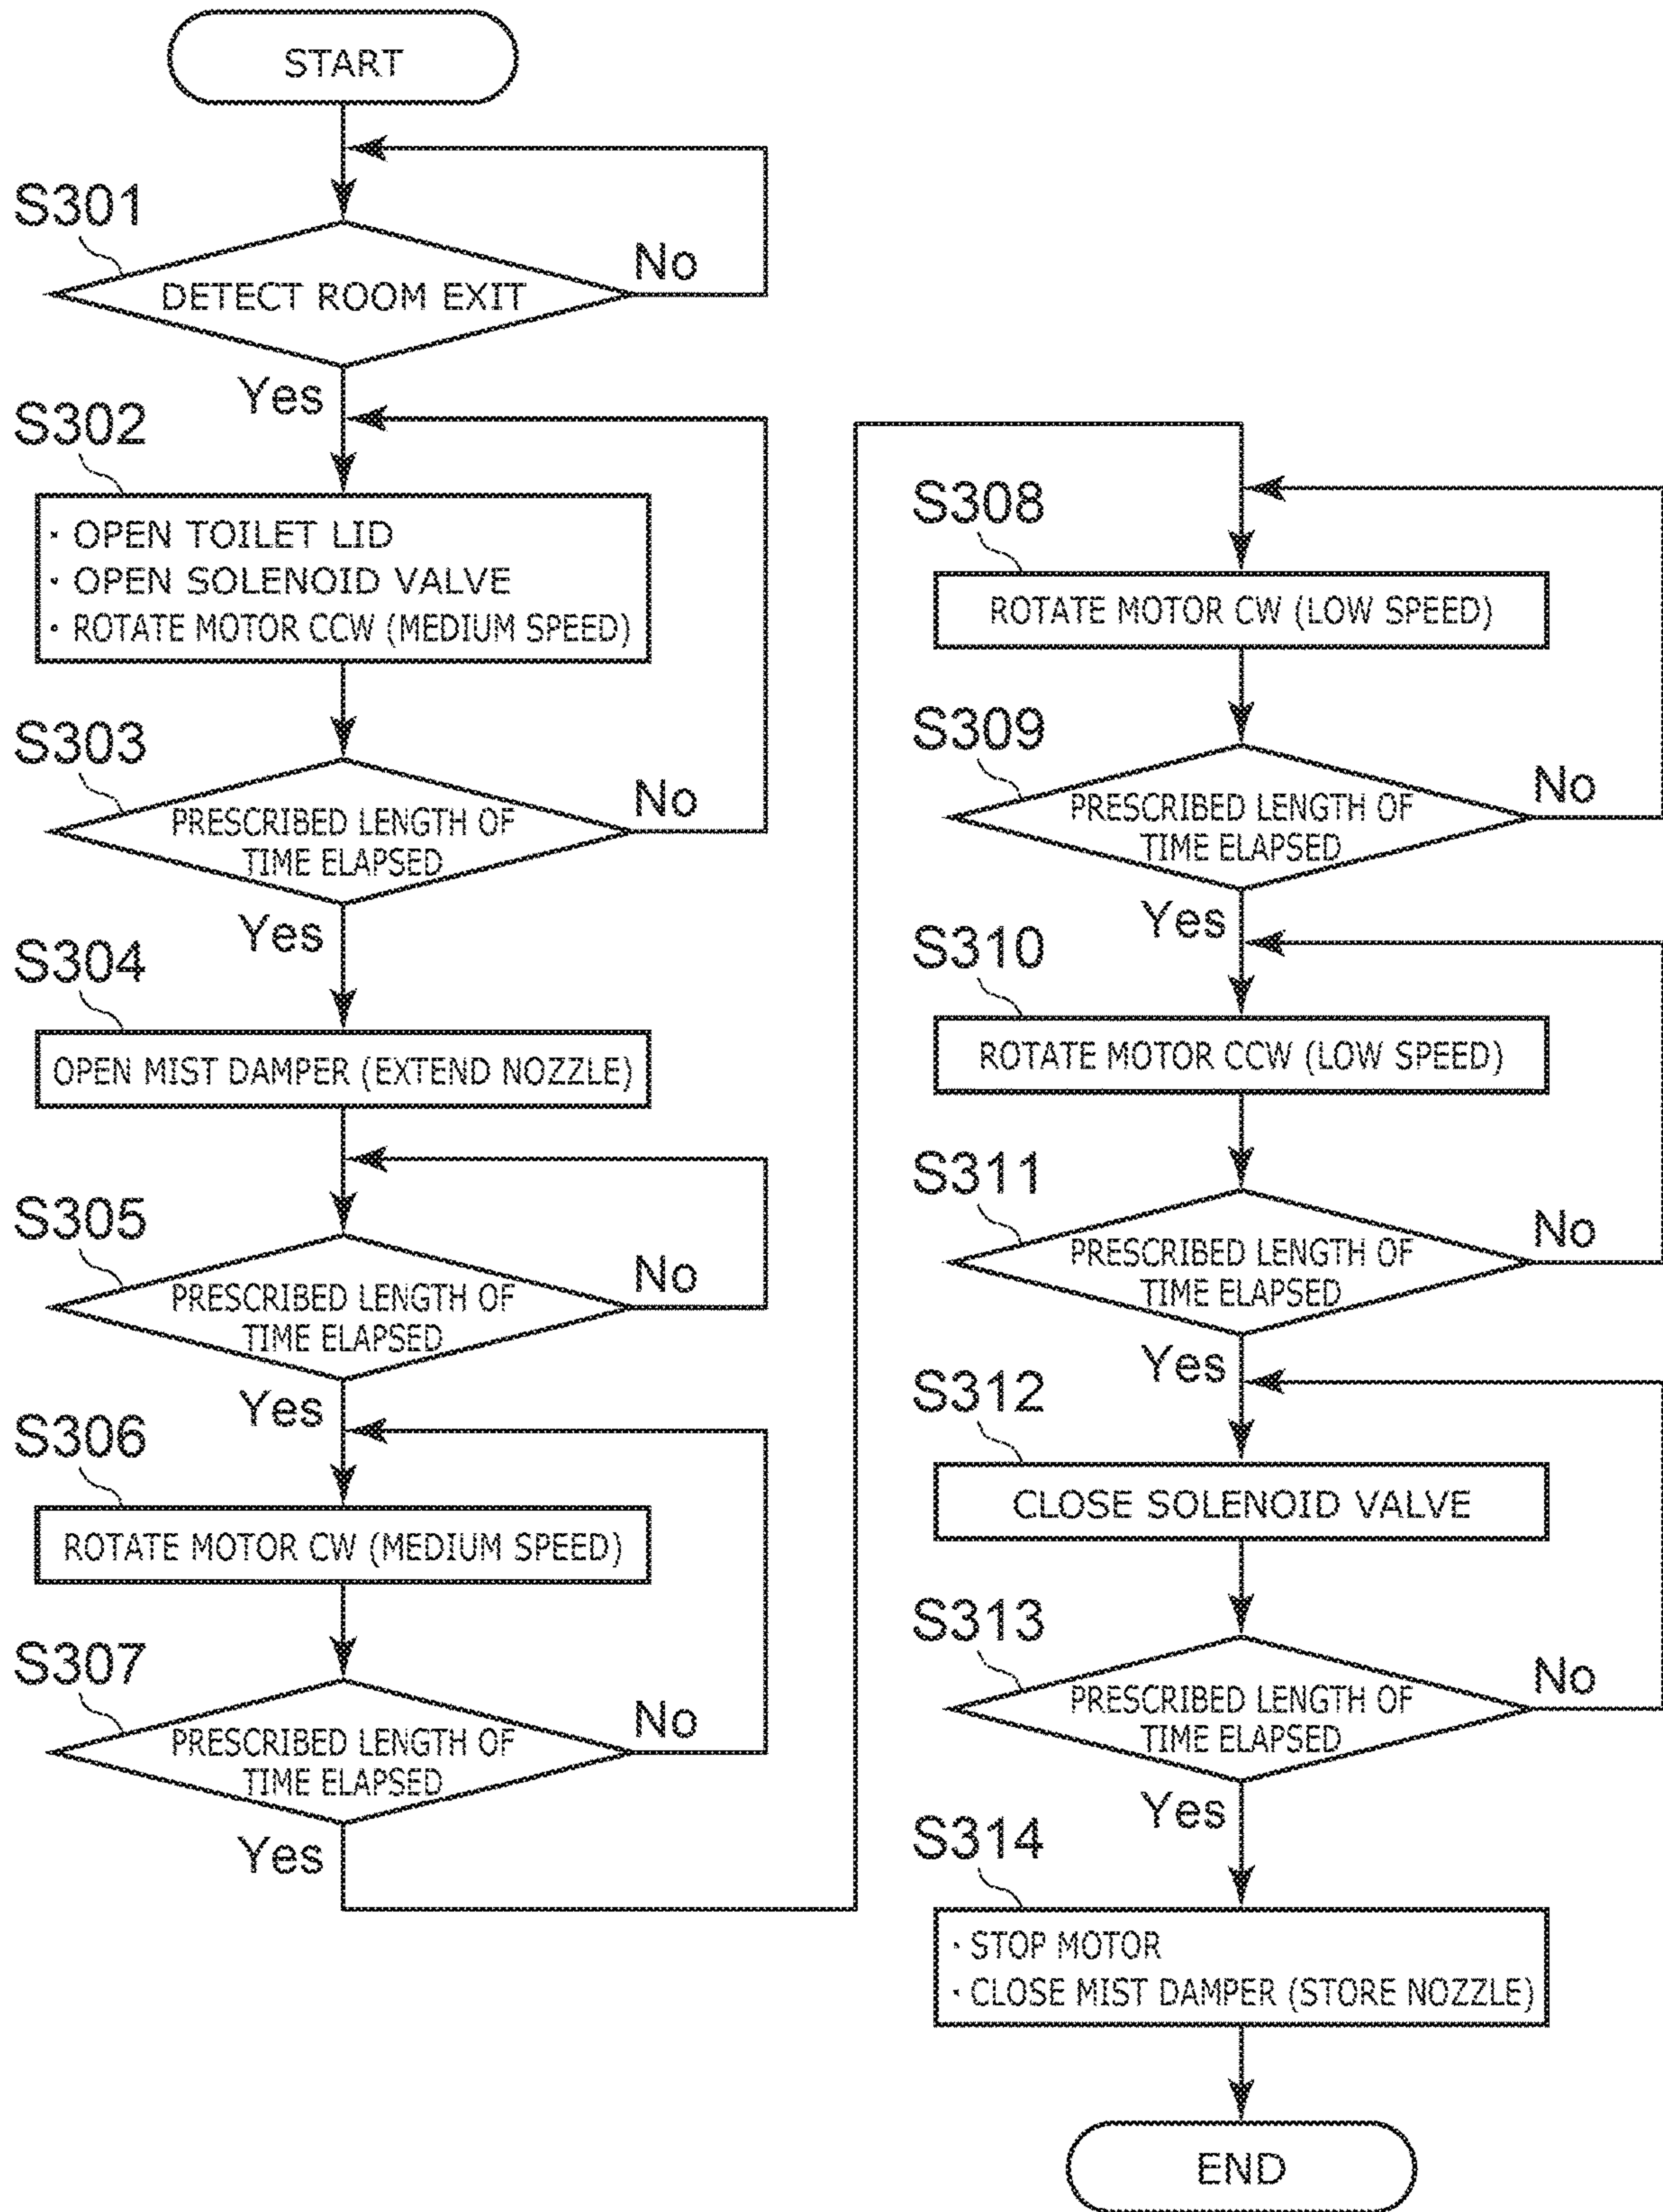 START
S301
No
DETECT ROOM EXIT
Yes
S302
· OPEN TOILET LID
· OPEN SOLENOID VALVE
· ROTATE MOTOR CCW (MEDIUM SPEED)
S303
No
PRESCRIBED LENGTH OF
TIME ELAPSED
Yes
S304
OPEN MIST DAMPER (EXTEND NOZZLE)
S305
No
PRESCRIBED LENGTH OF
TIME ELAPSED
Yes
S306
ROTATE MOTOR CW (MEDIUM SPEED)
S307
No
PRESCRIBED LENGTH OF
TIME ELAPSED
Yes
S308
ROTATE MOTOR CW (LOW SPEED)
S309
No
PRESCRIBED LENGTH OF
TIME ELAPSED
Yes
S310
ROTATE MOTOR CCW (LOW SPEED)
S311
No
PRESCRIBED LENGTH OF
TIME ELAPSED
Yes
S312
CLOSE SOLENOID VALVE
S313
No
PRESCRIBED LENGTH OF
TIME ELAPSED
Yes
S314
· STOP MOTOR
· CLOSE MIST DAMPER (STORE NOZZLE)
END